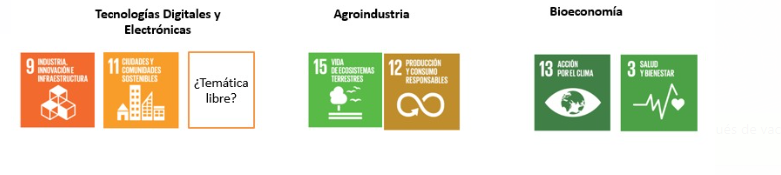 Tecnologías Digitales y
Electrónicas
Agroindustria
Bioeconomía
9 INDUSTRIA,
INNOVACIÓN E
INFRAESTRUCTURA
11 CIUDADES Y
COMUNIDADES
SOSTENIBLES
¿Temática
libre?
15 VIDA
DE ECOSISTEMAS
TERRESTRES
12 PRODUCCIÓN
Y CONSUMO
RESPONSABLES
13 ACCIÓN
POR EL CLIMA
3 SALUD
Y BIENESTAR